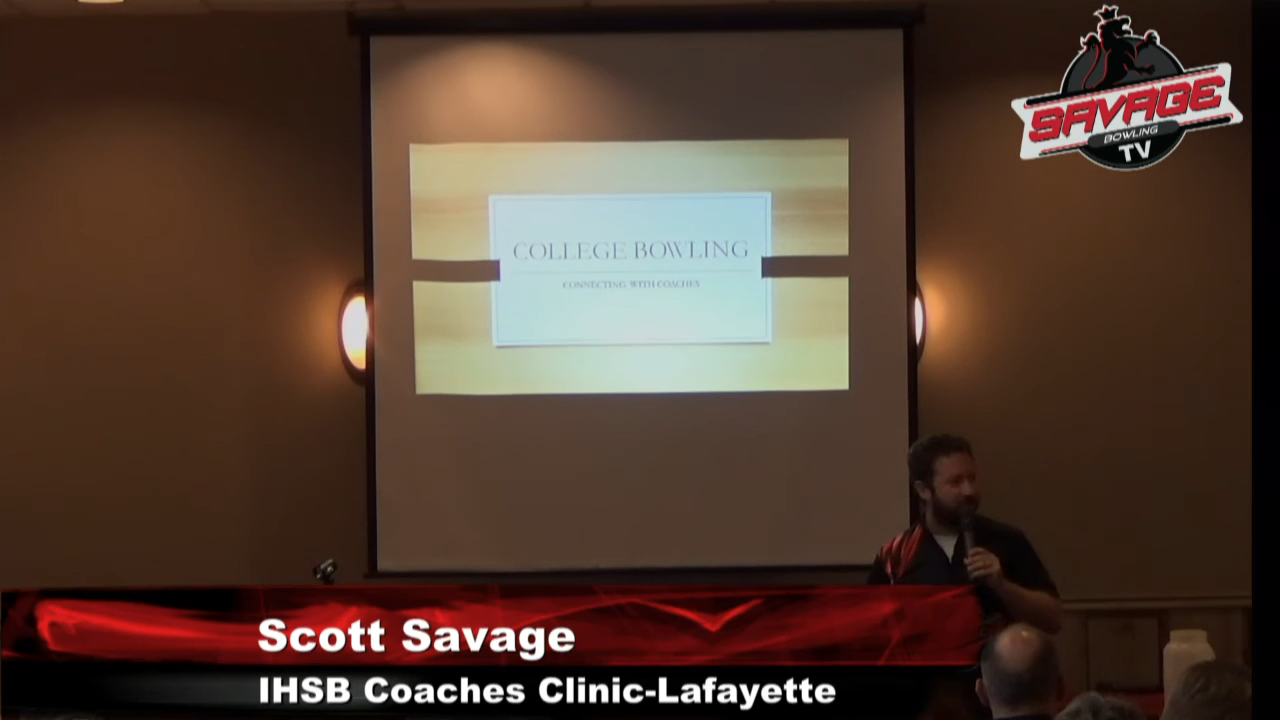 SAVAGE
BOWLING
TV
COLLEGE BOWLING
CONNECTING WITH COACHES
Scott Savage
IHSB Coaches Clinic-Lafayette